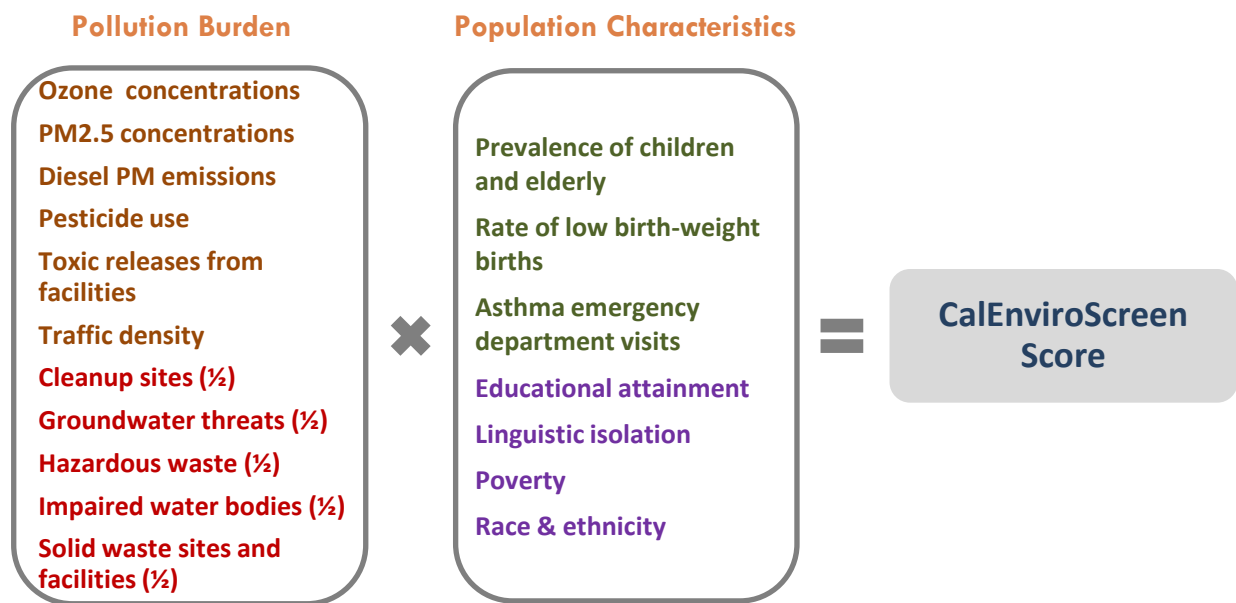 Pollution Burden
Ozone concentrations
PM2.5 concentrations
Diesel PM emissions
Pesticide use
Toxic releases from
facilities
Traffic density
Cleanup sites (½)
Groundwater threats (½)
Hazardous waste (½)
Impaired water bodies (½)
Solid waste sites and
facilities (½)
Population Characteristics
Prevalence of children
and elderly
Rate of low birth-weight
births
Asthma emergency
department visits
Educational attainment
Linguistic isolation
Poverty
Race & ethnicity
CalEnviroScreen
Score